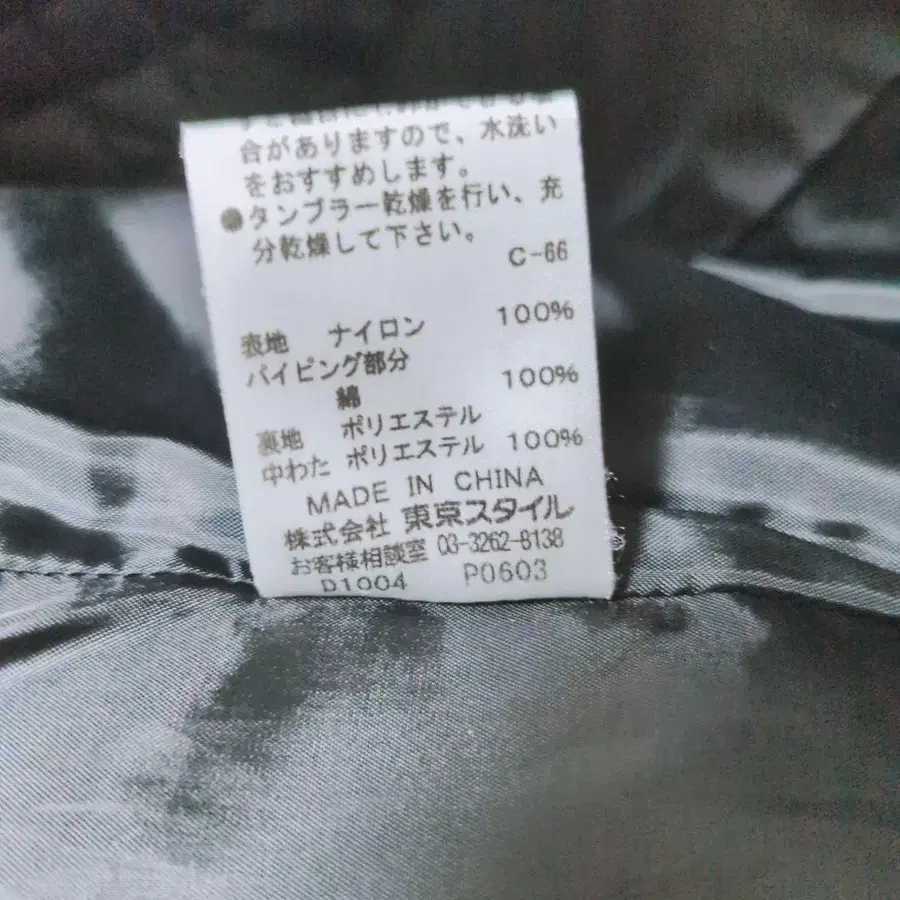 合がありますので、水洗い
をおすすめします。
●タンブラー乾燥を行い、充
分乾燥して下さい。
C-66
表地 ナイロン 100%
パイピング部分
綿 100%
裏地 ポリエステル
中わた ポリエステル 100%
MADE IN CHINA
株式会社 東京スタイル
お客様相談室 03-3262-8138
D1004 P0603